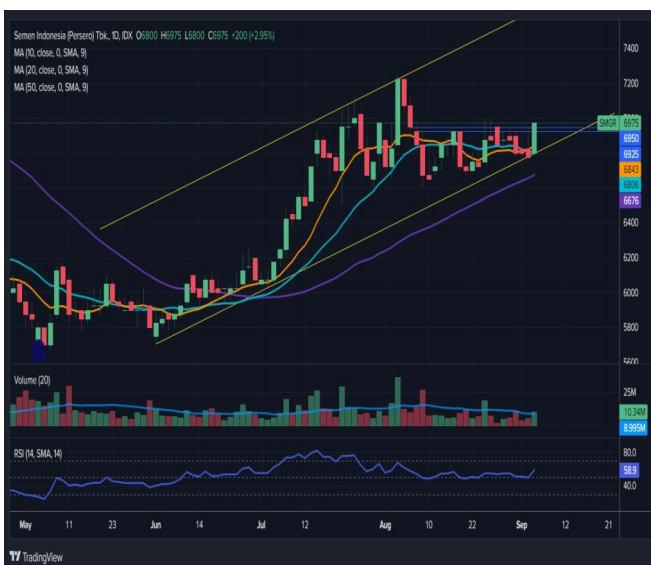 Semen Indonesia (Persero) Tbk., 1D, IDX O6800 H6975 L6800 C6975 +200 (+2.95%)
MA (10, close, 0, SMA, 9)
MA (20, close, 0, SMA, 9)
MA (50, close, 0, SMA, 9)
7400
7200
SMGR 6975
6950
6925
6843
6806
6676
6400
6200
6000
5800
5600
Volume (20)
25M
10.34M
8.995M
RSI (14, SMA, 14)
80.0
58.9
40.0
May 11 23 Jun 14 Jul 12 Aug 10 22 Sep 12 21
TradingView